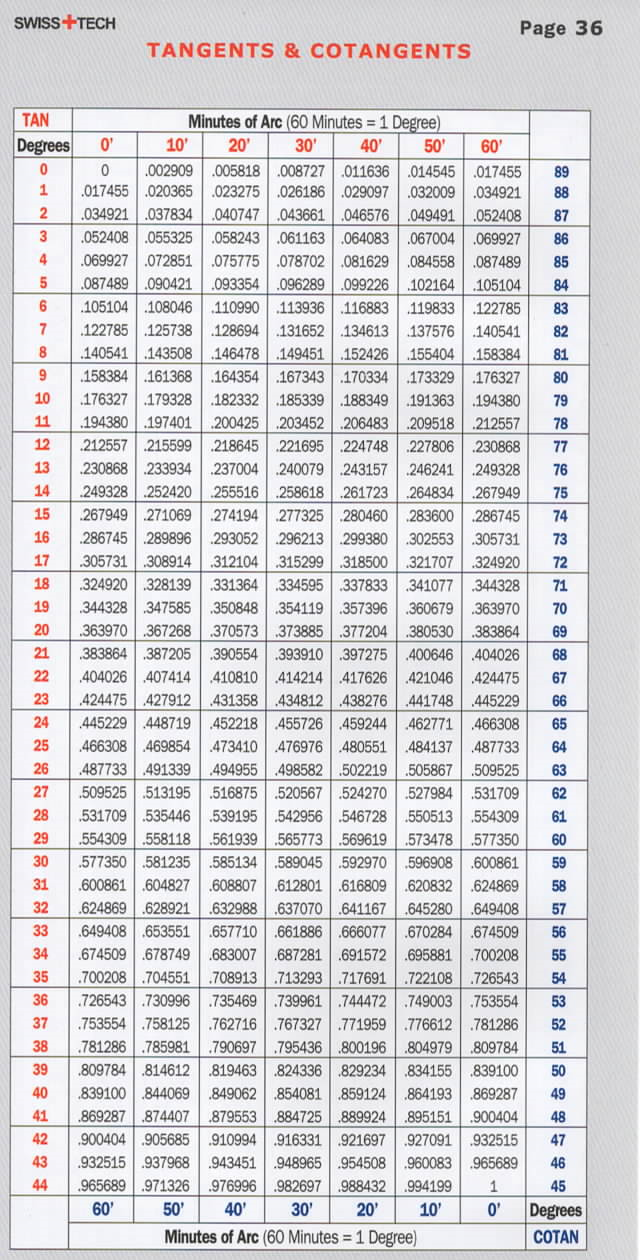 SWISS+TECH
Page 36
TANGENTS & COTANGENTS
TAN Minutes of Arc (60 Minutes = 1 Degree)
Degrees 0' 10' 20' 30' 40' 50' 60'
0 0 .002909 .005818 .008727 .011636 .014545 .017455 89
1 .017455 .020365 .023275 .026186 .029097 .032009 .034921 88
2 .034921 .037834 .040747 .043661 .046576 .049491 .052408 87
3 .052408 .055325 .058243 .061163 .064083 .067004 .069927 86
4 .069927 .072851 .075775 .078702 .081629 .084558 .087489 85
5 .087489 .090421 .093354 .096289 .099226 .102164 .105104 84
6 .105104 .108046 .110990 .113936 .116883 .119833 .122785 83
7 .122785 .125738 .128694 .131652 .134613 .137576 .140541 82
8 .140541 .143508 .146478 .149451 .152426 .155404 .158384 81
9 .158384 .161368 .164354 .167343 .170334 .173329 .176327 80
10 .176327 .179328 .182332 .185339 .188349 .191363 .194380 79
11 .194380 .197401 .200425 .203452 .206483 .209518 .212557 78
12 .212557 .215599 .218645 .221695 .224748 .227806 .230868 77
13 .230868 .233934 .237004 .240079 .243157 .246241 .249328 76
14 .249328 .252420 .255516 .258618 .261723 .264834 .267949 75
15 .267949 .271069 .274194 .277325 .280460 .283600 .286745 74
16 .286745 .289896 .293052 .296213 .299380 .302553 .305731 73
17 .305731 .308914 .312104 .315299 .318500 .321707 .324920 72
18 .324920 .328139 .331364 .334595 .337833 .341077 .344328 71
19 .344328 .347585 .350848 .354119 .357396 .360679 .363970 70
20 .363970 .367268 .370573 .373885 .377204 .380530 .383864 69
21 .383864 .387205 .390554 .393910 .397275 .400646 .404026 68
22 .404026 .407414 .410810 .414214 .417626 .421046 .424475 67
23 .424475 .427912 .431358 .434812 .438276 .441748 .445229 66
24 .445229 .448719 .452218 .455726 .459244 .462771 .466308 65
25 .466308 .469854 .473410 .476976 .480551 .484137 .487733 64
26 .487733 .491339 .494955 .498582 .502219 .505867 .509525 63
27 .509525 .513195 .516875 .520567 .524270 .527984 .531709 62
28 .531709 .535446 .539195 .542956 .546728 .550513 .554309 61
29 .554309 .558118 .561939 .565773 .569619 .573478 .577350 60
30 .577350 .581235 .585134 .589045 .592970 .596908 .600861 59
31 .600861 .604827 .608807 .612801 .616809 .620832 .624869 58
32 .624869 .628921 .632988 .637070 .641167 .645280 .649408 57
33 .649408 .653551 .657710 .661886 .666077 .670284 .674509 56
34 .674509 .678749 .683007 .687281 .691572 .695881 .700208 55
35 .700208 .704551 .708913 .713293 .717691 .722108 .726543 54
36 .726543 .730996 .735469 .739961 .744472 .749003 .753554 53
37 .753554 .758125 .762716 .767327 .771959 .776612 .781286 52
38 .781286 .785981 .790697 .795436 .800196 .804979 .809784 51
39 .809784 .814612 .819463 .824336 .829234 .834155 .839100 50
40 .839100 .844069 .849062 .854081 .859124 .864193 .869287 49
41 .869287 .874407 .879553 .884725 .889924 .895151 .900404 48
42 .900404 .905685 .910994 .916331 .921697 .927091 .932515 47
43 .932515 .937968 .943451 .948965 .954508 .960083 .965689 46
44 .965689 .971326 .976996 .982697 .988432 .994199 1 45
60' 50' 40' 30' 20' 10' 0' Degrees
Minutes of Arc (60 Minutes = 1 Degree) COTAN